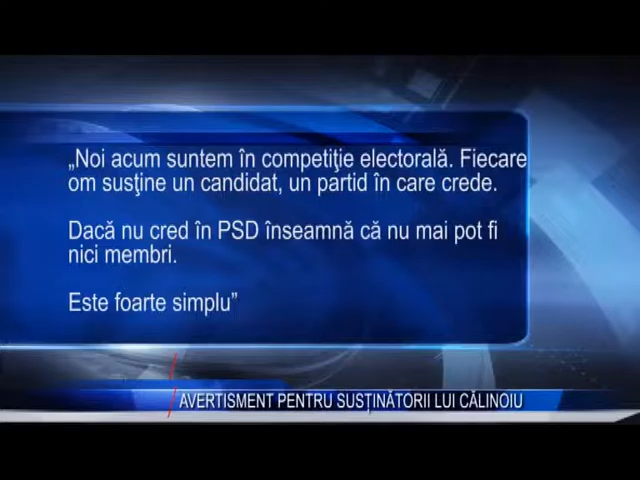 „Noi acum suntem în competiţie electorală. Fiecare
om susţine un candidat, un partid în care crede.
Dacă nu cred în PSD înseamnă că nu mai pot fi
nici membri.
Este foarte simplu”
AVERTISMENT PENTRU SUSȚINĂTORII LUI CĂLINOIU